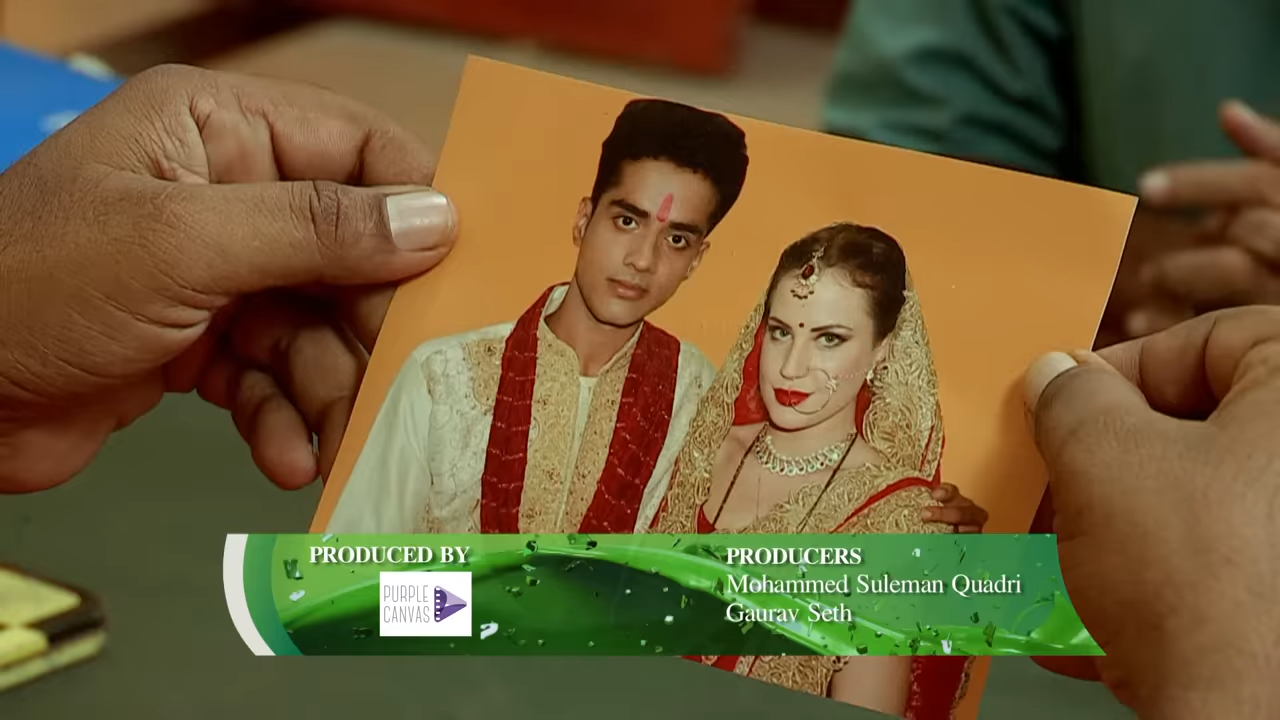 PRODUCED BY
PURPLE
CANVAS
PRODUCERS
Mohammed Suleman Quadri
Gaurav Seth